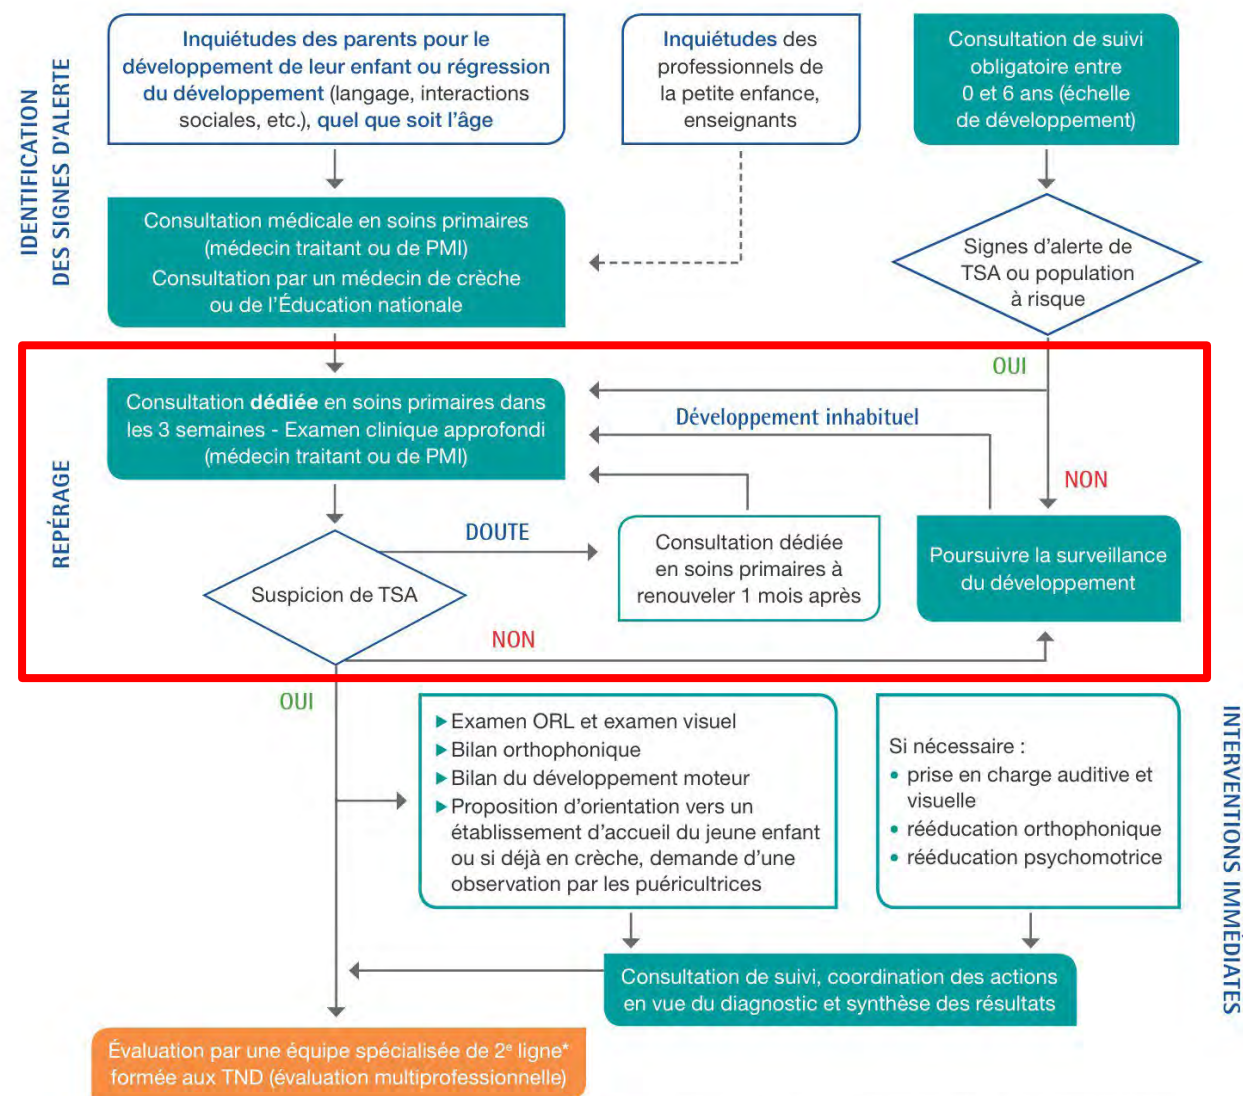 IDENTIFICATION
DES SIGNES D'ALERTE
Inquiétudes des parents pour le
développement de leur enfant ou régression
du développement (langage, interactions
sociales, etc.), quel que soit l'âge
Inquiétudes des
professionnels de
la petite enfance,
enseignants
Consultation de suivi
obligatoire entre
0 et 6 ans (échelle
de développement)
Consultation médicale en soins primaires
(médecin traitant ou de PMI)
Consultation par un médecin de crèche
ou de l'Éducation nationale
Signes d'alerte de
TSA ou population
à risque
REPÉRAGE
OUI
Consultation dédiée en soins primaires dans
les 3 semaines - Examen clinique approfondi
(médecin traitant ou de PMI)
Développement inhabituel
NON
DOUTE
Suspicion de TSA
Consultation dédiée
en soins primaires à
renouveler 1 mois après
Poursuivre la surveillance
du développement
NON
OUI
▶ Examen ORL et examen visuel
▶ Bilan orthophonique
▶ Bilan du développement moteur
▶ Proposition d'orientation vers un
établissement d'accueil du jeune enfant
ou si déjà en crèche, demande d'une
observation par les puéricultrices
Si nécessaire :
• prise en charge auditive et
visuelle
• rééducation orthophonique
• rééducation psychomotrice
INTERVENTIONS IMMÉDIATES
Consultation de suivi, coordination des actions
en vue du diagnostic et synthèse des résultats
Évaluation par une équipe spécialisée de 2e ligne*
formée aux TND (évaluation multiprofessionnelle)